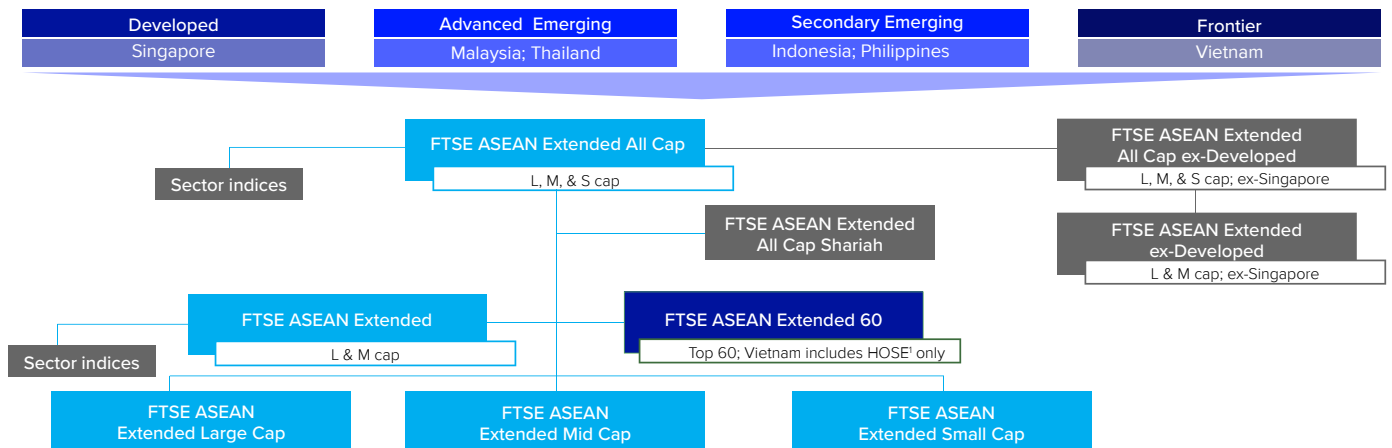 Developed
Singapore
Advanced Emerging
Malaysia; Thailand
Secondary Emerging
Indonesia; Philippines
Frontier
Vietnam
FTSE ASEAN Extended All Cap
L, M, & S cap
Sector indices
FTSE ASEAN Extended
All Cap ex-Developed
L, M, & S cap; ex-Singapore
FTSE ASEAN Extended
All Cap Shariah
FTSE ASEAN Extended
ex-Developed
L & M cap; ex-Singapore
FTSE ASEAN Extended
L & M cap
Sector indices
FTSE ASEAN Extended 60
Top 60; Vietnam includes HOSE¹ only
FTSE ASEAN
Extended Large Cap
FTSE ASEAN
Extended Mid Cap
FTSE ASEAN
Extended Small Cap